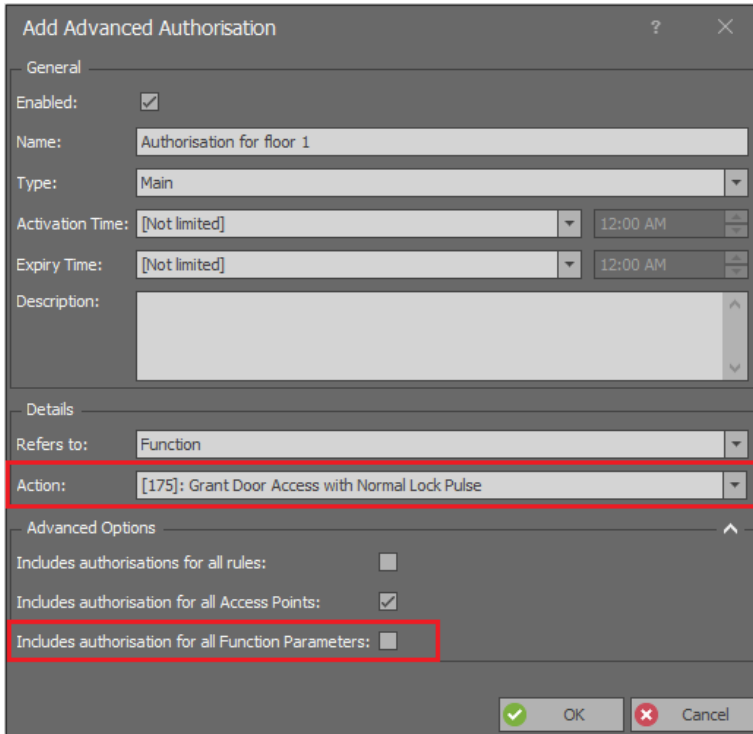 Add Advanced Authorisation ?
General
Enabled:
Name: Authorisation for floor 1
Type: Main
Activation Time: [Not limited] 12:00 AM
Expiry Time: [Not limited] 12:00 AM
Description:
Details
Refers to: Function
Action: [175]: Grant Door Access with Normal Lock Pulse
Advanced Options
Includes authorisations for all rules:
Includes authorisation for all Access Points:
Includes authorisation for all Function Parameters:
OK Cancel